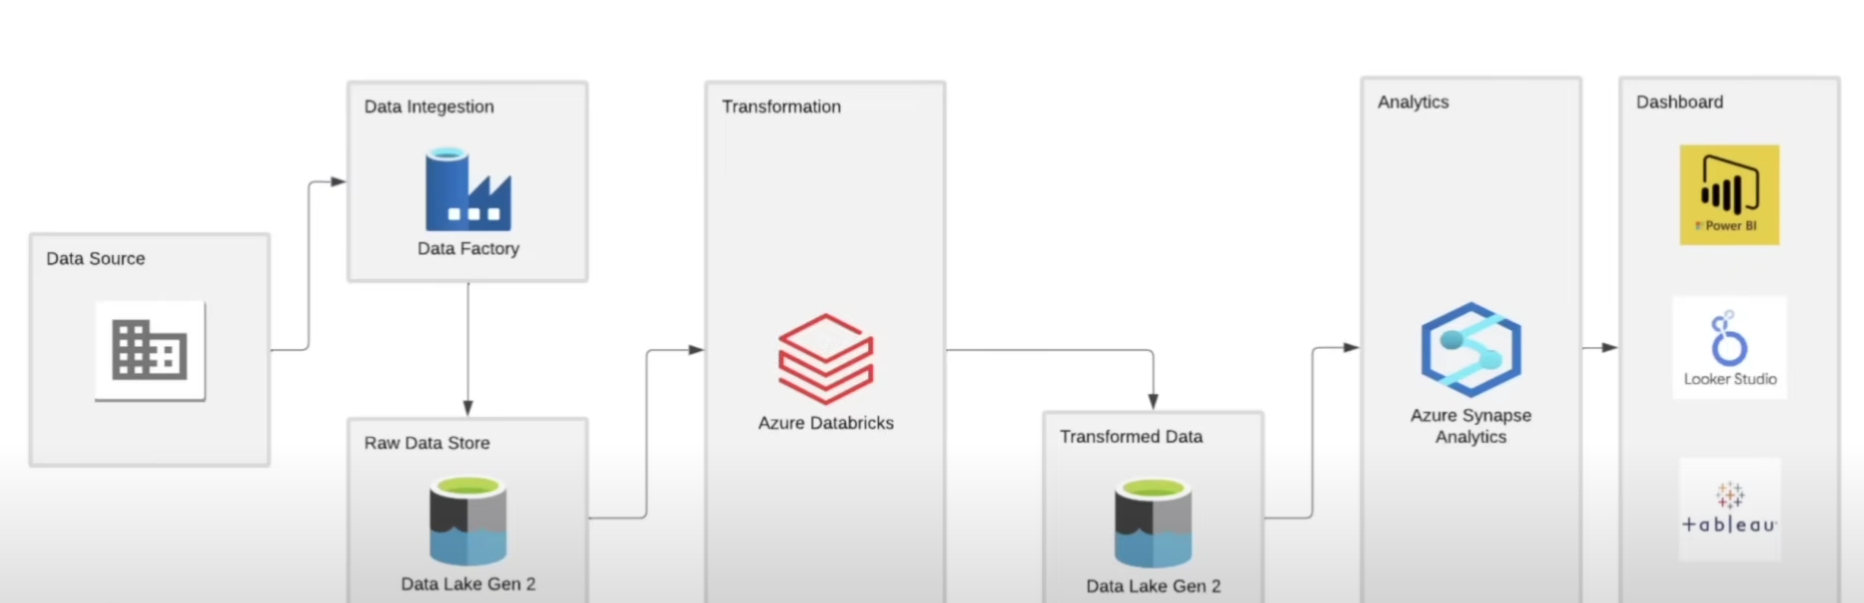 Data Source
Data Integestion
Data Factory
Raw Data Store
Data Lake Gen 2
Transformation
Azure Databricks
Transformed Data
Data Lake Gen 2
Analytics
Azure Synapse
Analytics
Dashboard
Power BI
Looker Studio
+ableau